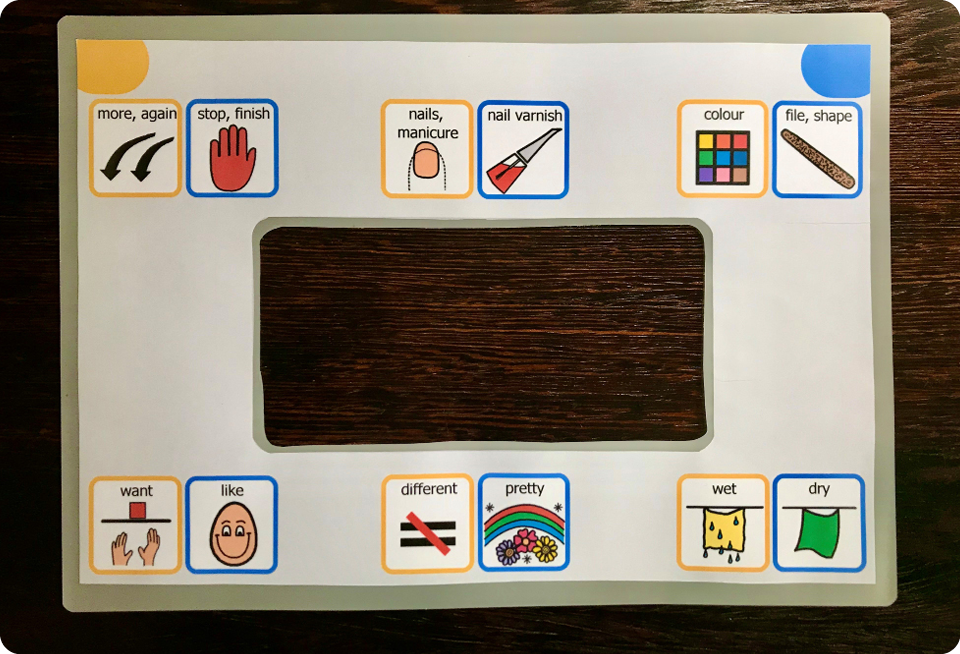 more, again
stop, finish
nails,
manicure
nail varnish
colour
file, shape
want
like
different
pretty
wet
dry